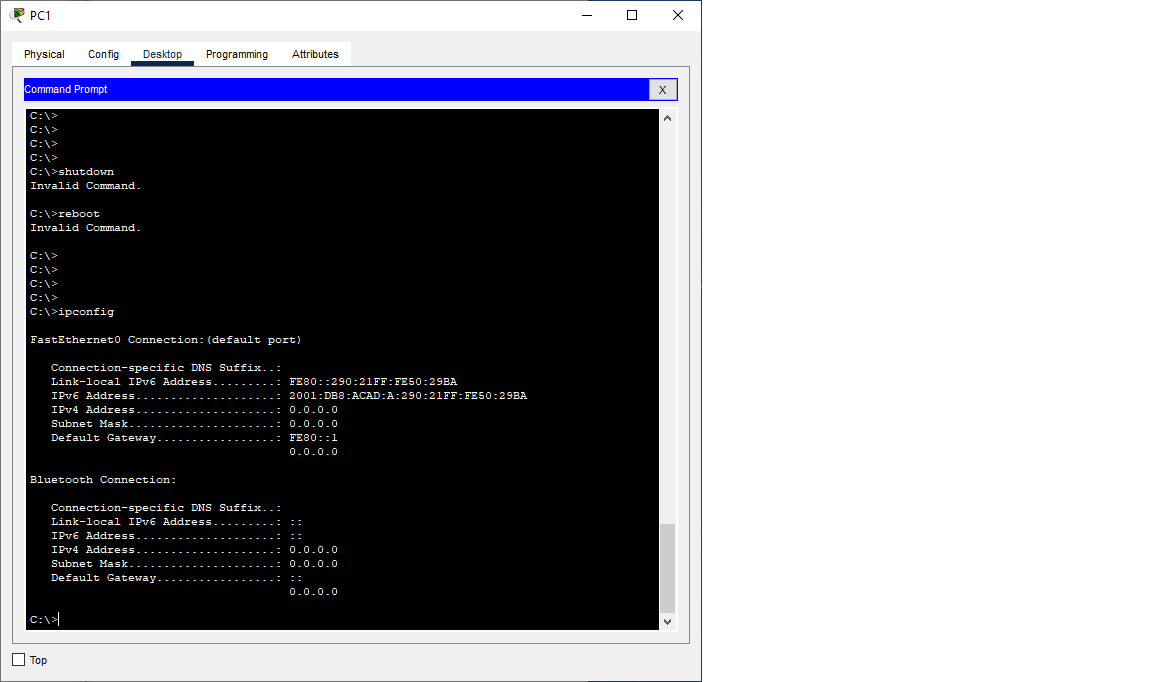 PC1
Physical Config Desktop Programming Attributes
Command Prompt X
C:\>
C:\>
C:\>
C:\>
C:\>shutdown
Invalid Command.
C:\>reboot
Invalid Command.
C:\>
C:\>
C:\>
C:\>
C:\>ipconfig
FastEthernet0 Connection:(default port)
Connection-specific DNS Suffix..:
Link-local IPv6 Address.........: FE80::290:21FF:FE50:29BA
IPv6 Address....................: 2001:DB8:ACAD:A:290:21FF:FE50:29BA
IPv4 Address....................: 0.0.0.0
Subnet Mask.....................: 0.0.0.0
Default Gateway.................: FE80::1
0.0.0.0
Bluetooth Connection:
Connection-specific DNS Suffix..:
Link-local IPv6 Address.........: ::
IPv6 Address....................: ::
IPv4 Address....................: 0.0.0.0
Subnet Mask.....................: 0.0.0.0
Default Gateway.................: ::
0.0.0.0
C:\>
Top